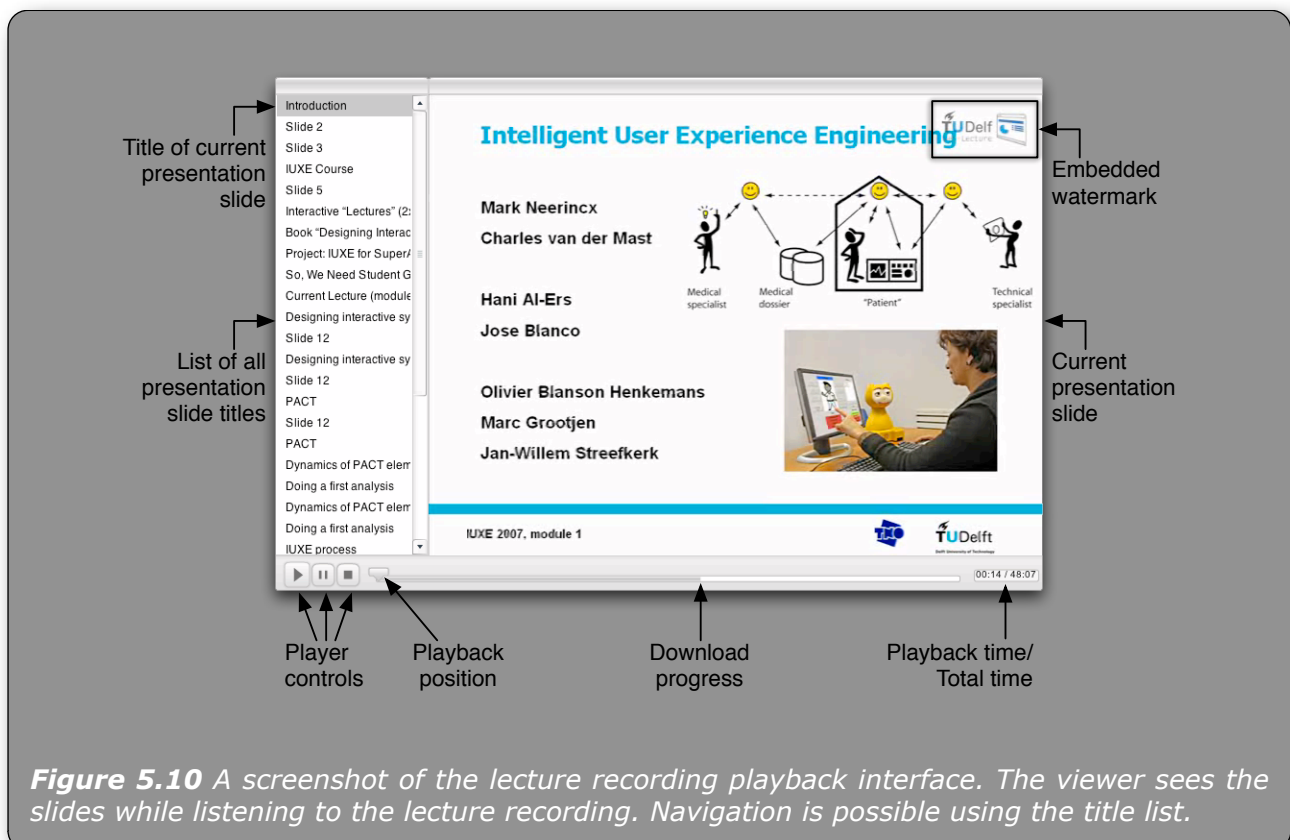 Title of current
presentation
slide
List of all
presentation
slide titles
Introduction
Slide 2
Slide 3
IUXE Course
Slide 5
Interactive “Lectures” (2:
Book “Designing Interac
Project: IUXE for SuperA
So, We Need Student G
Current Lecture (module
Designing interactive sy
Slide 12
Designing interactive sy
Slide 12
PACT
Slide 12
PACT
Dynamics of PACT elem
Doing a first analysis
Dynamics of PACT elem
Doing a first analysis
IUXE process
Intelligent User Experience Engineering
TUDelf
Lecture
Mark Neerincx
Charles van der Mast
Hani Al-Ers
Jose Blanco
Olivier Blanson Henkemans
Marc Grootjen
Jan-Willem Streefkerk
Medical
specialist
Medical
dossier
"Patient"
Technical
specialist
IUXE 2007, module 1
TNO
TUDelft
Delft University of Technology
00:14 / 48:07
Embedded
watermark
Current
presentation
slide
Player
controls
Playback
position
Download
progress
Playback time/
Total time
Figure 5.10 A screenshot of the lecture recording playback interface. The viewer sees the
slides while listening to the lecture recording. Navigation is possible using the title list.